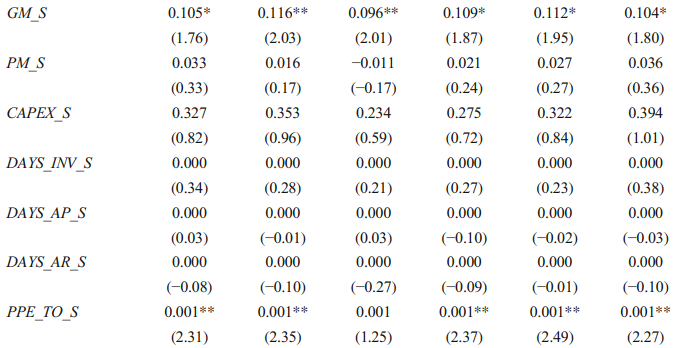 GM_S 0.105* 0.116** 0.096** 0.109* 0.112* 0.104*
(1.76) (2.03) (2.01) (1.87) (1.95) (1.80)
PM_S 0.033 0.016 −0.011 0.021 0.027 0.036
(0.33) (0.17) (−0.17) (0.24) (0.27) (0.36)
CAPEX_S 0.327 0.353 0.234 0.275 0.322 0.394
(0.82) (0.96) (0.59) (0.72) (0.84) (1.01)
DAYS_INV_S 0.000 0.000 0.000 0.000 0.000 0.000
(0.34) (0.28) (0.21) (0.27) (0.23) (0.38)
DAYS_AP_S 0.000 0.000 0.000 0.000 0.000 0.000
(0.03) (−0.01) (0.03) (−0.10) (−0.02) (−0.03)
DAYS_AR_S 0.000 0.000 0.000 0.000 0.000 0.000
(−0.08) (−0.10) (−0.27) (−0.09) (−0.01) (−0.10)
PPE_TO_S 0.001** 0.001** 0.001 0.001** 0.001** 0.001**
(2.31) (2.35) (1.25) (2.37) (2.49) (2.27)